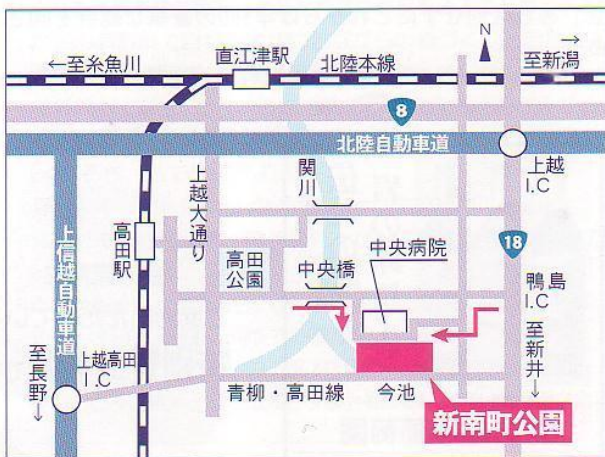 直江津駅
N
←至糸魚川
北陸本線
→
至新潟
8
北陸自動車道
上越
I.C
関川
上越大通り
高田駅
高田公園
中央橋
中央病院
18
鴨島
I.C
至新井→
上信越自動車道
至長野→
上越高田
I.C
青柳・高田線
今池
新南町公園